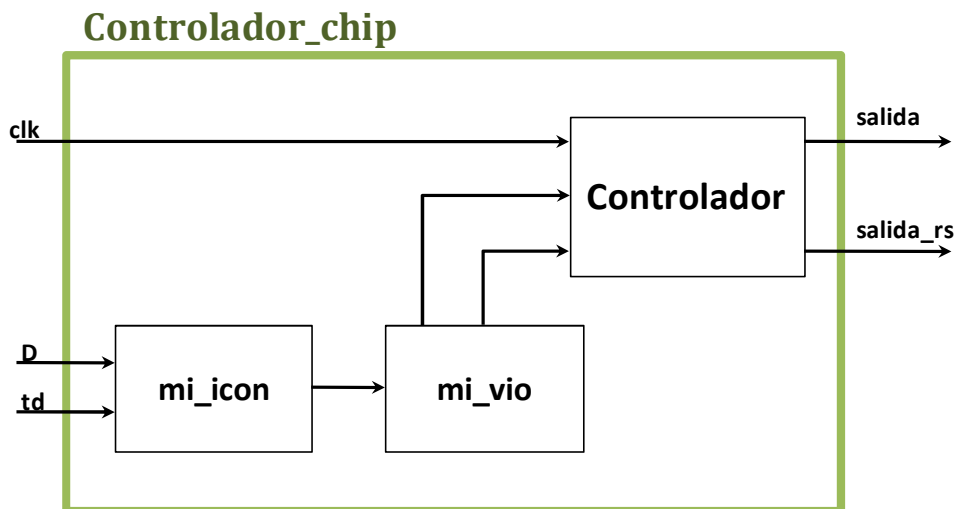 Controlador_chip
clk
salida
Controlador
salida_rs
D
td
mi_icon
mi_vio